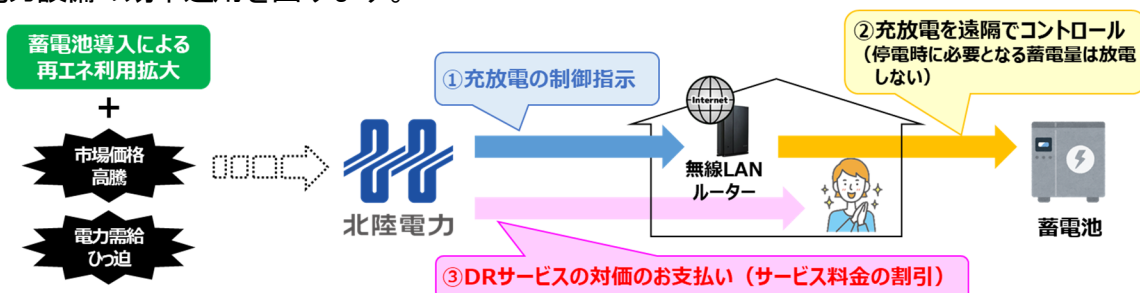 蓄電池導入による
再エネ利用拡大
+
市場価格
高騰
電力需給
ひっ迫
①充放電の制御指示
北陸電力
Internet
無線LAN
ルーター
②充放電を遠隔でコントロール
(停電時に必要となる蓄電量は放電
しない)
蓄電池
③DRサービスの対価のお支払い(サービス料金の割引)